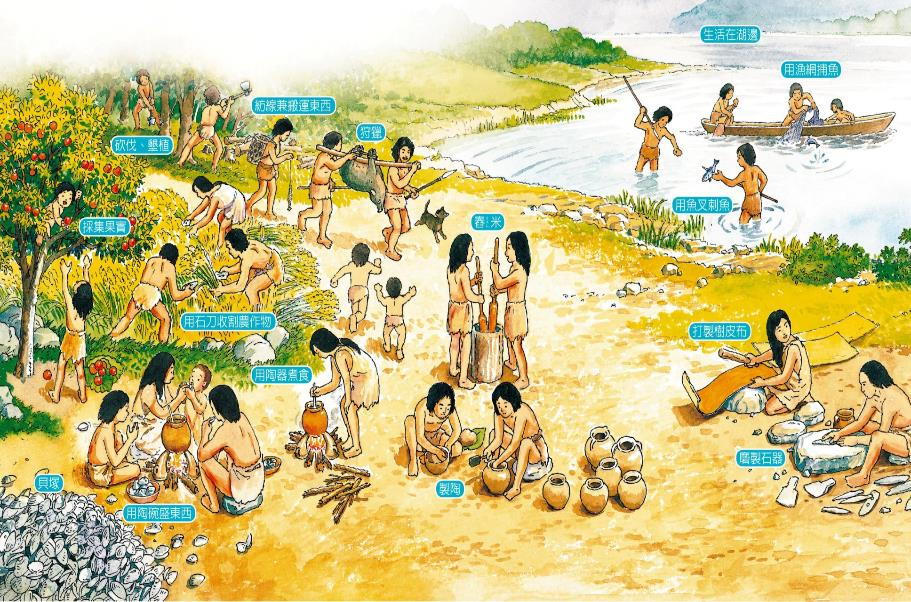 生活在湖邊
用漁網捕魚
紡線兼搬運東西
狩獵
砍伐、墾植
用魚叉刺魚
採集果實
舂米
用石刀收割農作物
打製樹皮布
用陶器煮食
磨製石器
貝塚
製陶
用陶碗盛東西